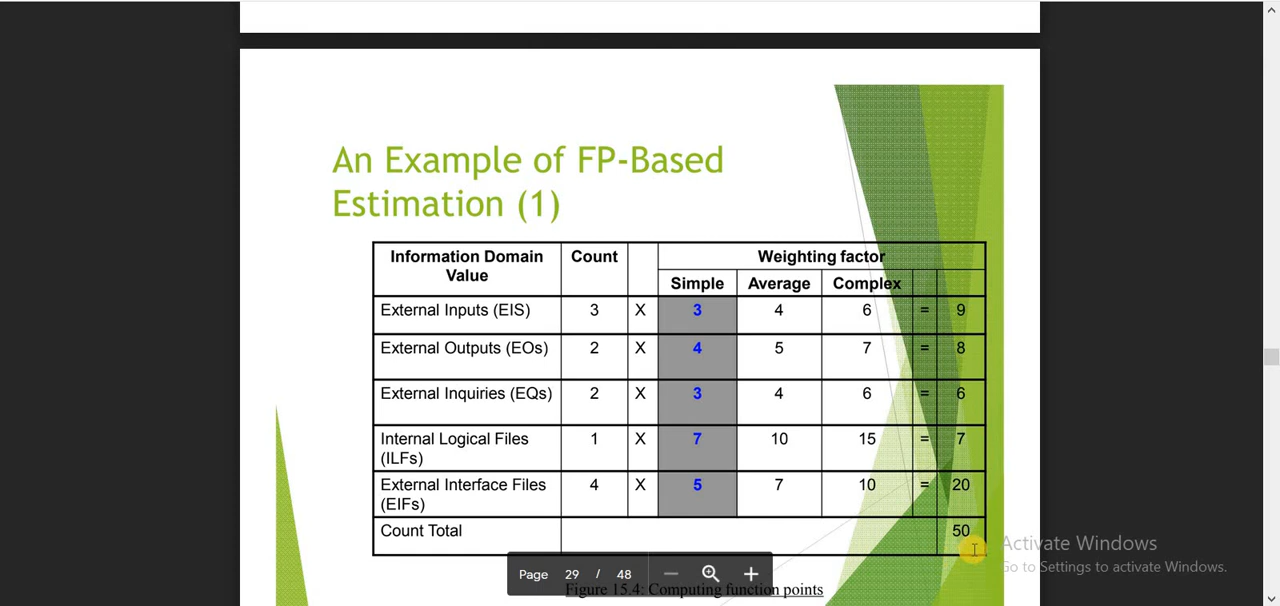 An Example of FP-Based
Estimation (1)
Information Domain Value Count Weighting factor
Simple Average Complex
External Inputs (EIS) 3 X 3 4 6 = 9
External Outputs (EOs) 2 X 4 5 7 = 8
External Inquiries (EQs) 2 X 3 4 6 = 6
Internal Logical Files (ILFs) 1 X 7 10 15 = 7
External Interface Files (EIFs) 4 X 5 7 10 = 20
Count Total 50
Activate Windows
Go to Settings to activate Windows.
Page 29 / 48
Figure 15.4: Computing function points